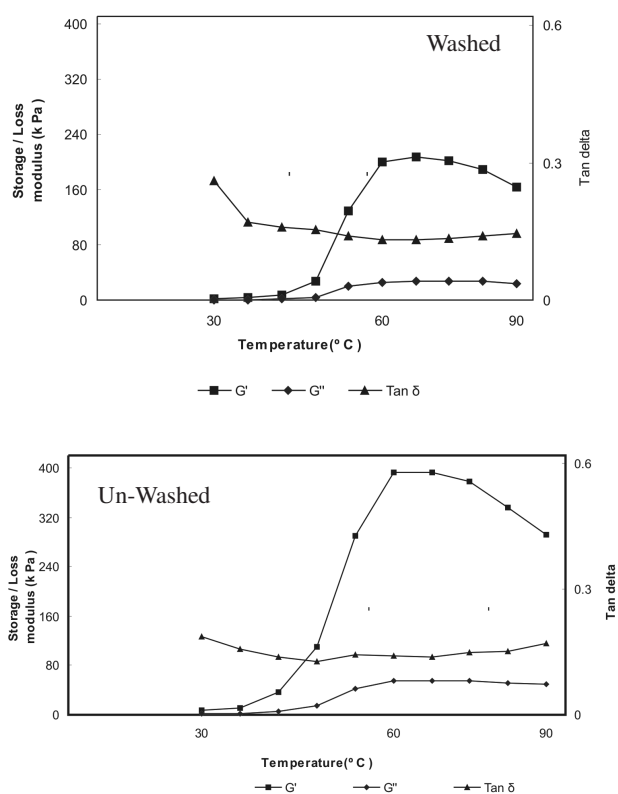 400
0.6
Washed
320
240
Storage / Loss
modulus (k Pa )
0.3
Tan delta
160
80
0
0
30
60
90
Temperature(º C )
G' G" Tan δ
400
0.6
Un-Washed
320
240
Storage / Loss
modulus (k Pa )
0.3
Tan delta
160
80
0
0
30
60
90
Temperature(º C )
G' G" Tan δ